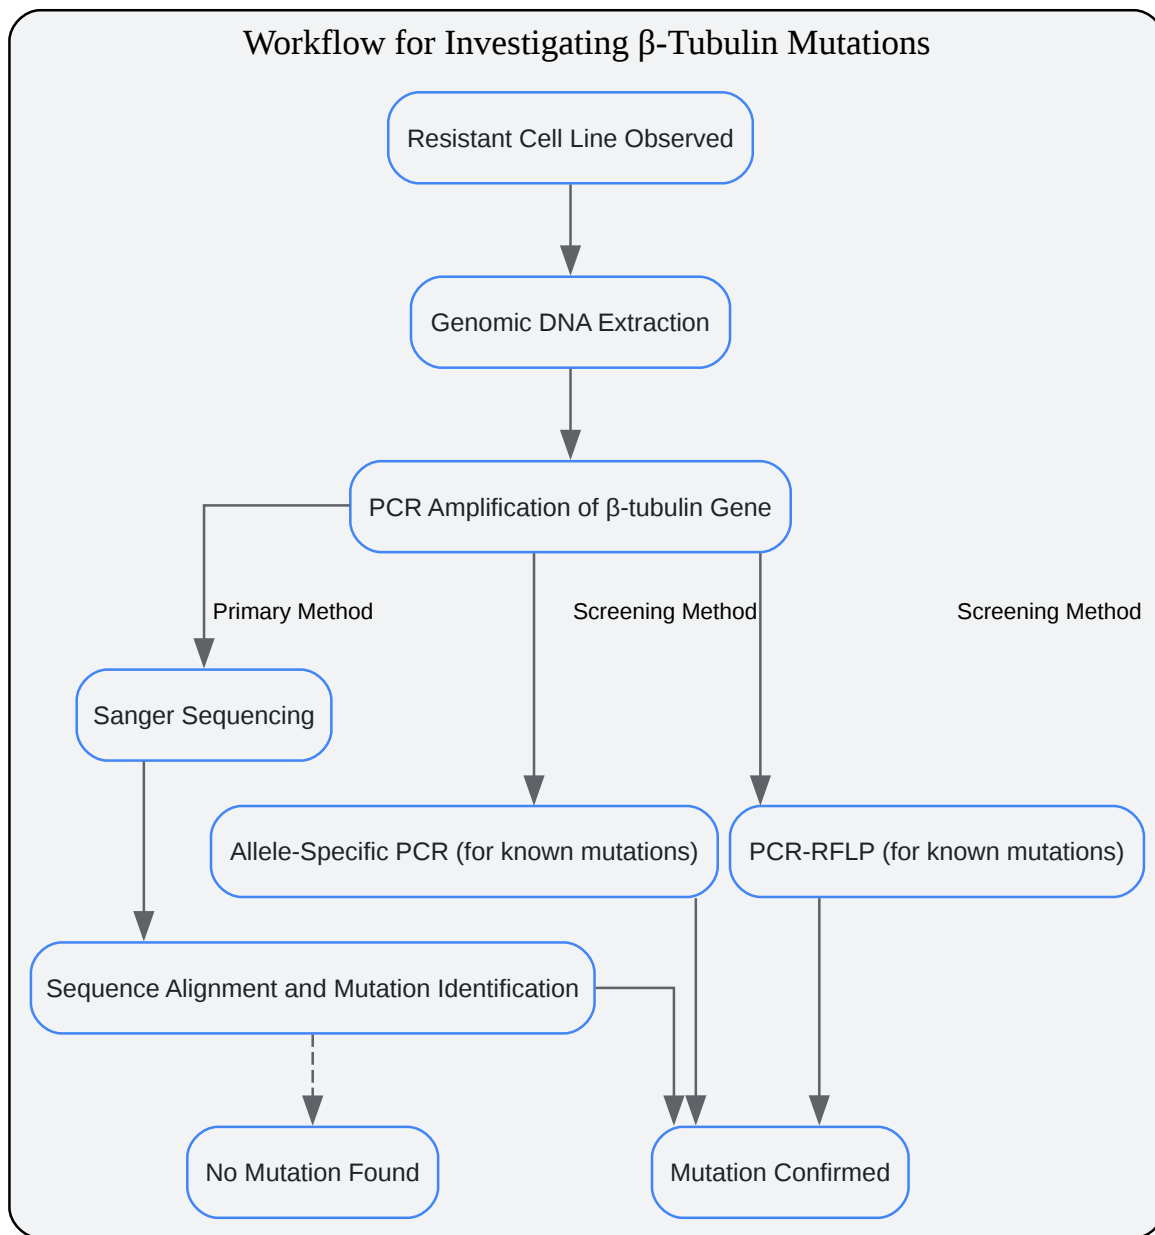 Workflow for Investigating β-Tubulin Mutations
Resistant Cell Line Observed
Genomic DNA Extraction
PCR Amplification of β-tubulin Gene
Primary Method
Screening Method
Screening Method
Sanger Sequencing
Allele-Specific PCR (for known mutations)
PCR-RFLP (for known mutations)
Sequence Alignment and Mutation Identification
No Mutation Found
Mutation Confirmed